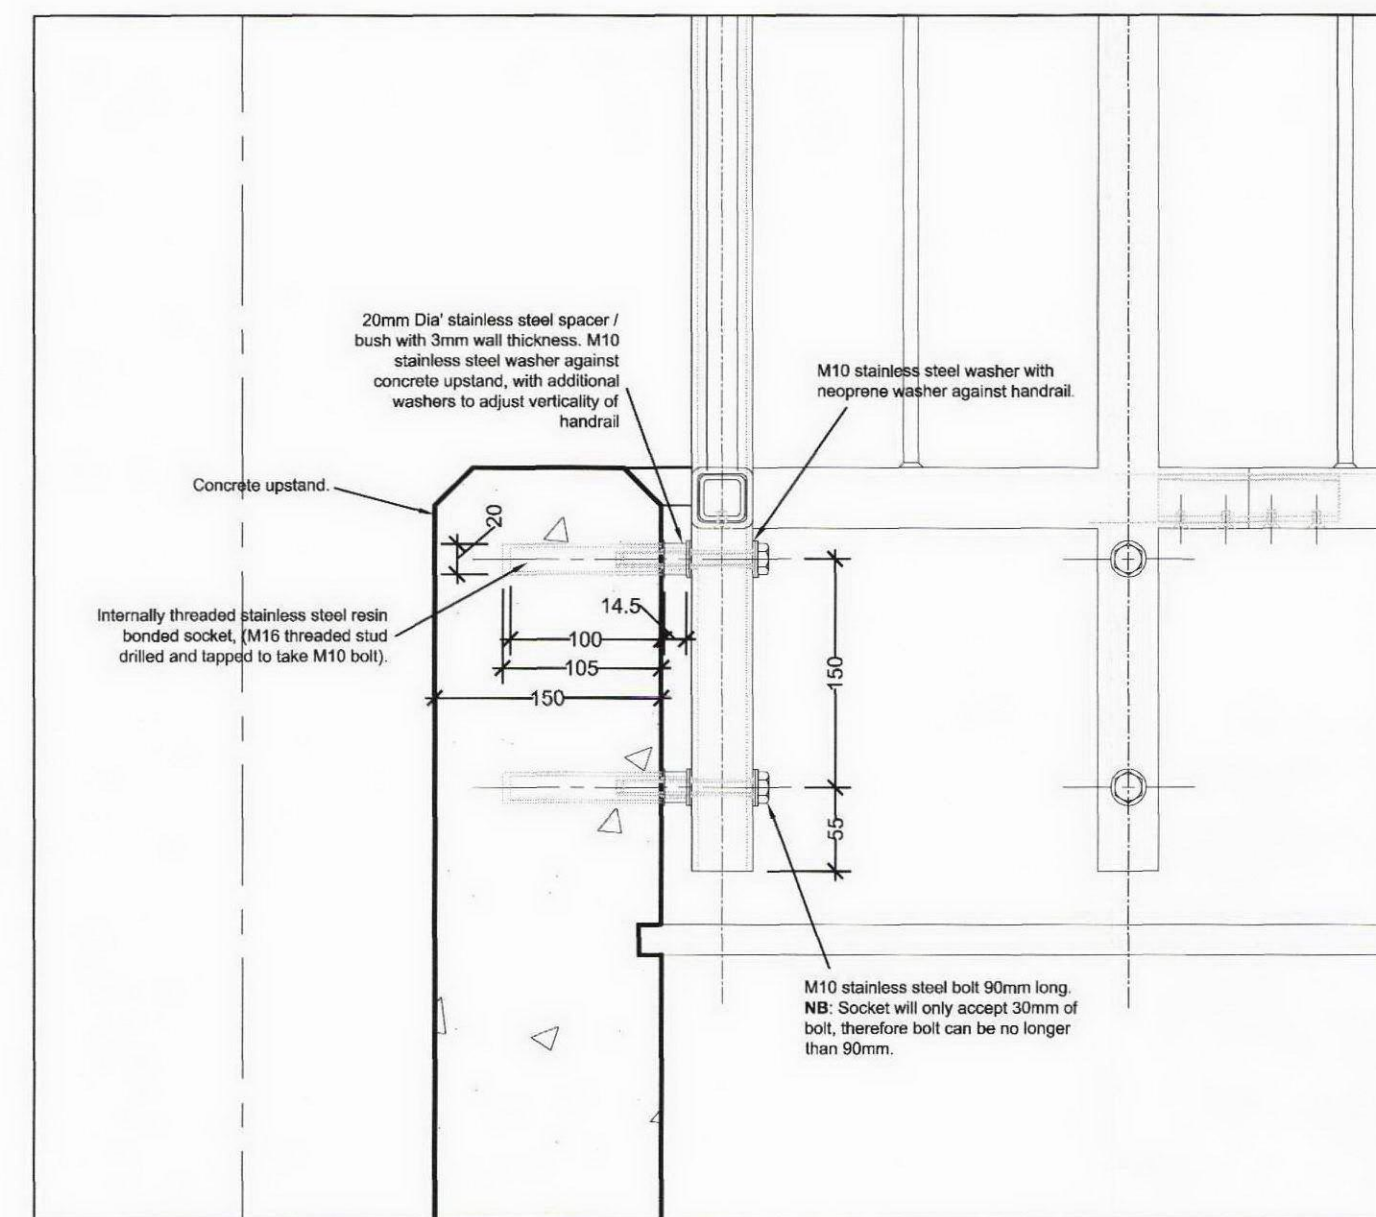 20mm Dia' stainless steel spacer /
bush with 3mm wall thickness. M10
stainless steel washer against
concrete upstand, with additional
washers to adjust verticality of
handrail
M10 stainless steel washer with
neoprene washer against handrail.
Concrete upstand.
20
Internally threaded stainless steel resin
bonded socket, (M16 threaded stud
drilled and tapped to take M10 bolt).
14.5
100
105
150
150
55
M10 stainless steel bolt 90mm long.
NB: Socket will only accept 30mm of
bolt, therefore bolt can be no longer
than 90mm.